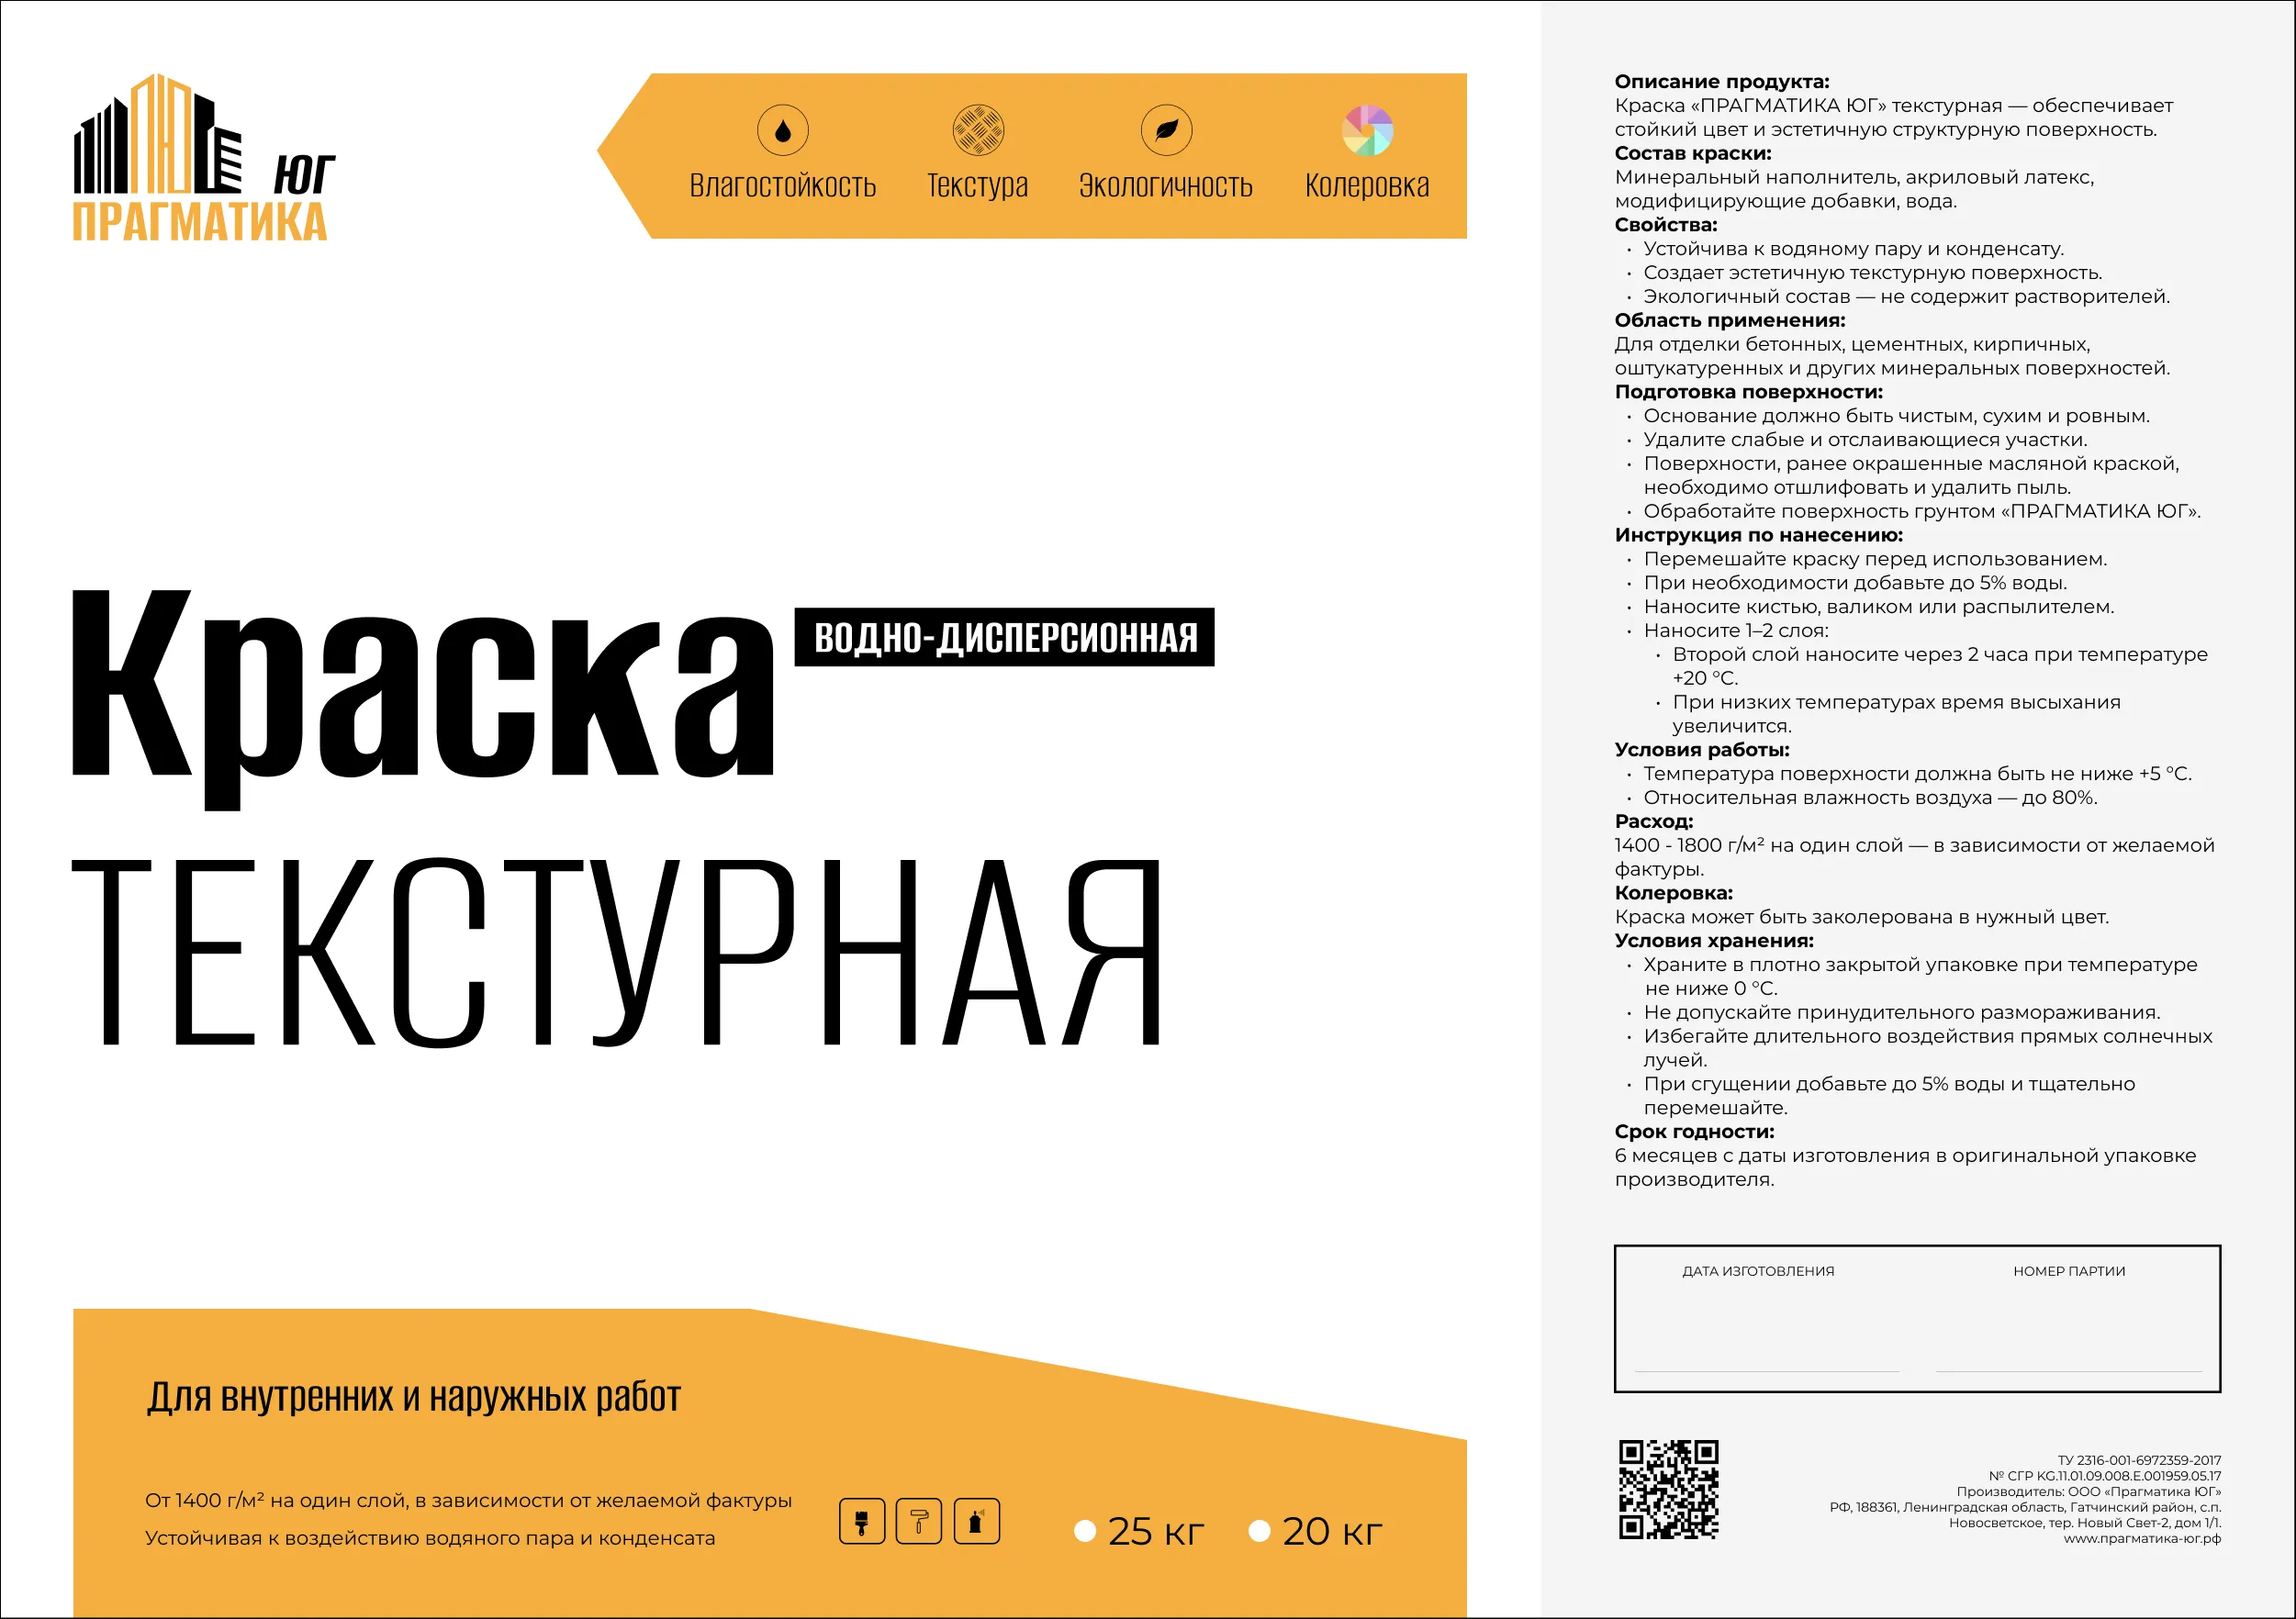 ЮГ
ПРАГМАТИКА
Влагостойкость
Текстура
Экологичность
Колеровка
Краска
ВОДНО-ДИСПЕРСИОННАЯ
ТЕКСТУРНАЯ
Для внутренних и наружных работ
От 1400 г/м² на один слой, в зависимости от желаемой фактуры
Устойчивая к воздействию водяного пара и конденсата
25 кг
20 кг
Описание продукта:
Краска «ПРАГМАТИКА ЮГ» текстурная — обеспечивает
стойкий цвет и эстетичную структурную поверхность.
Состав краски:
Минеральный наполнитель, акриловый латекс,
модифицирующие добавки, вода.
Свойства:
• Устойчива к водяному пару и конденсату.
• Создает эстетичную текстурную поверхность.
• Экологичный состав — не содержит растворителей.
Область применения:
Для отделки бетонных, цементных, кирпичных,
оштукатуренных и других минеральных поверхностей.
Подготовка поверхности:
• Основание должно быть чистым, сухим и ровным.
• Удалите слабые и отслаивающиеся участки.
• Поверхности, ранее окрашенные масляной краской,
необходимо отшлифовать и удалить пыль.
• Обработайте поверхность грунтом «ПРАГМАТИКА ЮГ».
Инструкция по нанесению:
• Перемешайте краску перед использованием.
• При необходимости добавьте до 5% воды.
• Наносите кистью, валиком или распылителем.
• Наносите 1–2 слоя:
• Второй слой наносите через 2 часа при температуре
+20 °С.
• При низких температурах время высыхания
увеличится.
Условия работы:
• Температура поверхности должна быть не ниже +5 °С.
• Относительная влажность воздуха — до 80%.
Расход:
1400 - 1800 г/м² на один слой — в зависимости от желаемой
фактуры.
Колеровка:
Краска может быть заколерована в нужный цвет.
Условия хранения:
• Храните в плотно закрытой упаковке при температуре
не ниже 0 °С.
• Не допускайте принудительного размораживания.
• Избегайте длительного воздействия прямых солнечных
лучей.
• При сгущении добавьте до 5% воды и тщательно
перемешайте.
Срок годности:
6 месяцев с даты изготовления в оригинальной упаковке
производителя.
ДАТА ИЗГОТОВЛЕНИЯ
НОМЕР ПАРТИИ
ТУ 2316-001-6972359-2017
№ СГР KG.11.01.09.008.E.001959.05.17
Производитель: ООО «Прагматика ЮГ»
РФ, 188361, Ленинградская область, Гатчинский район, с.п.
Новосветское, тер. Новый Свет-2, дом 1/1.
www.прагматика-юг.рф